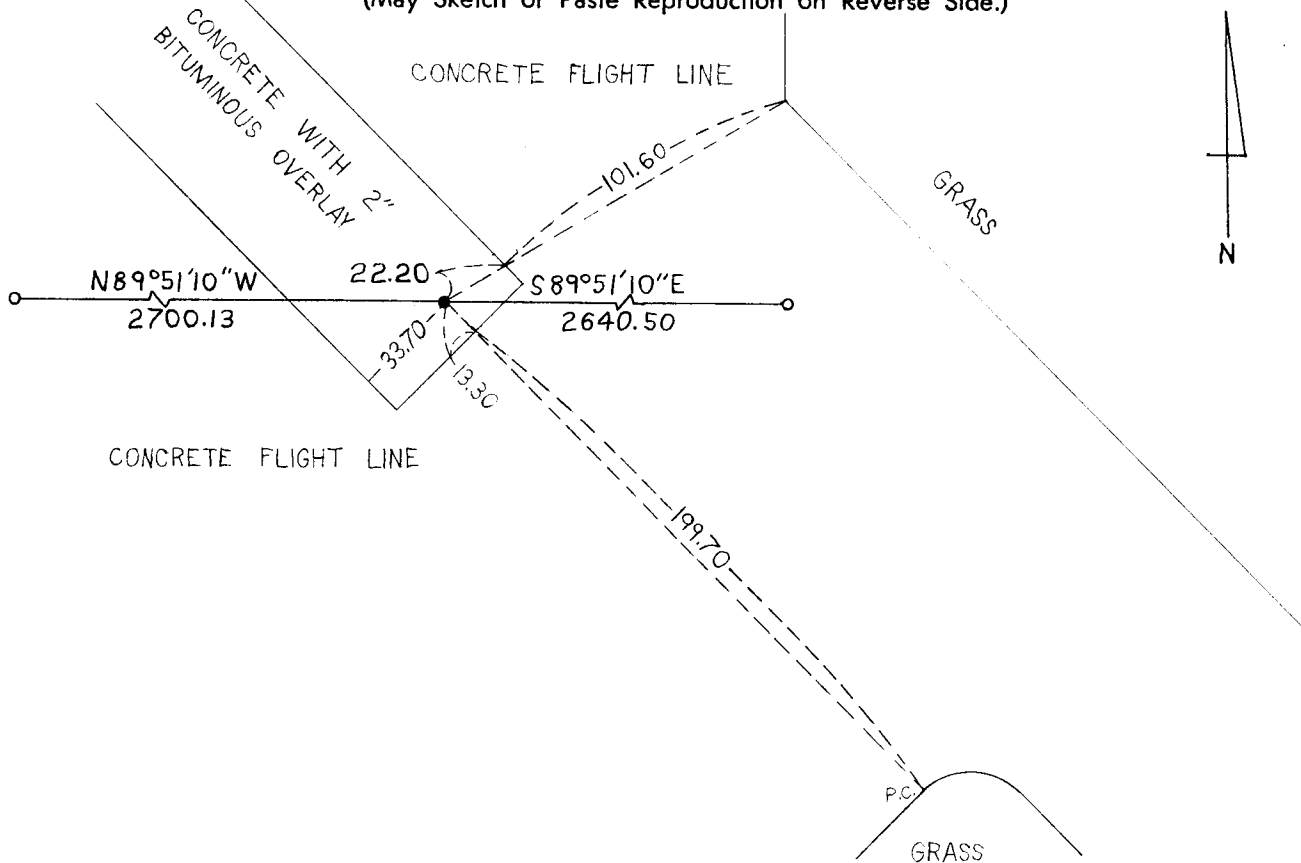 (May Sketch or Paste Reproduction on Reverse Side.)
CONCRETE FLIGHT LINE
CONCRETE WITH 2"
BITUMINOUS OVERLAY
101.60
GRASS
N
N89°51'10"W
2700.13
22.20
S89°51'10"E
2640.50
33.70
13.30
CONCRETE FLIGHT LINE
199.70
P.C.
GRASS